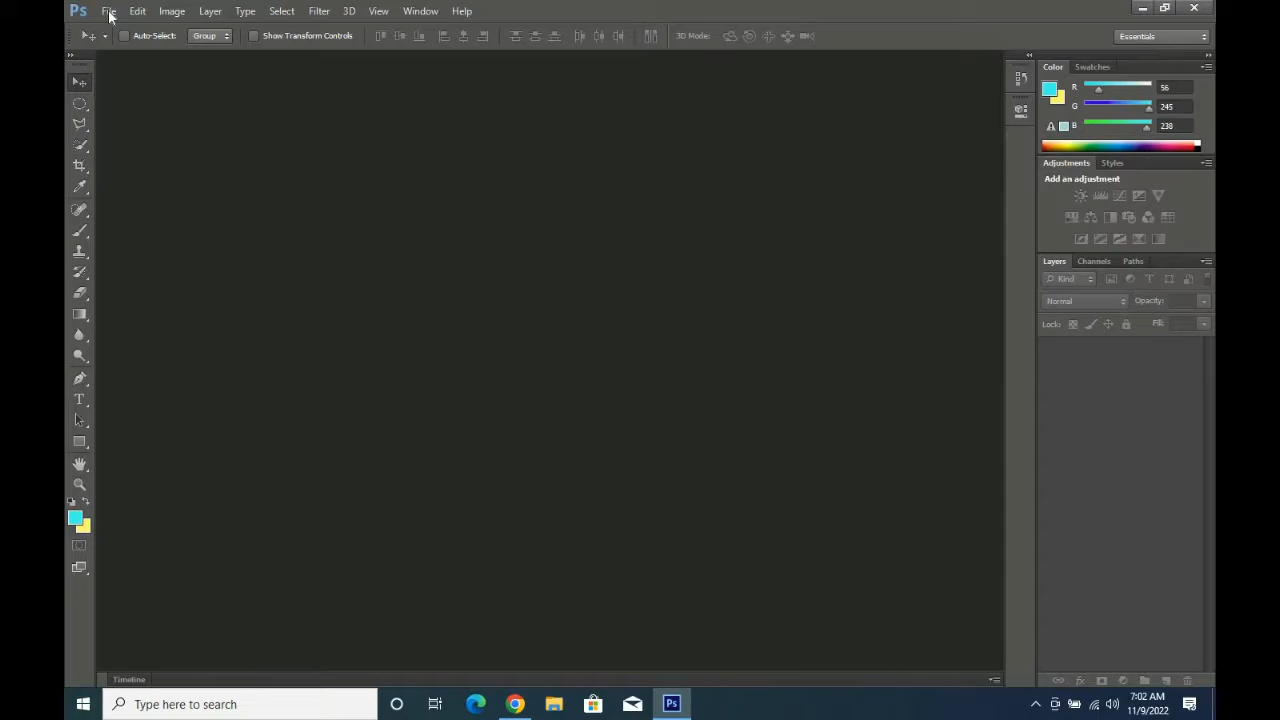 Ps File Edit Image Layer Type Select Filter 3D View Window Help
Auto-Select: Group Show Transform Controls 3D Mode: Essentials
Color Swatches
R 56
G 245
B 238
Adjustments Styles
Add an adjustment
Layers Channels Paths
Kind T
Normal Opacity:
Lock: Fill:
T
Timeline
Type here to search
Ps
7:02 AM
11/9/2022